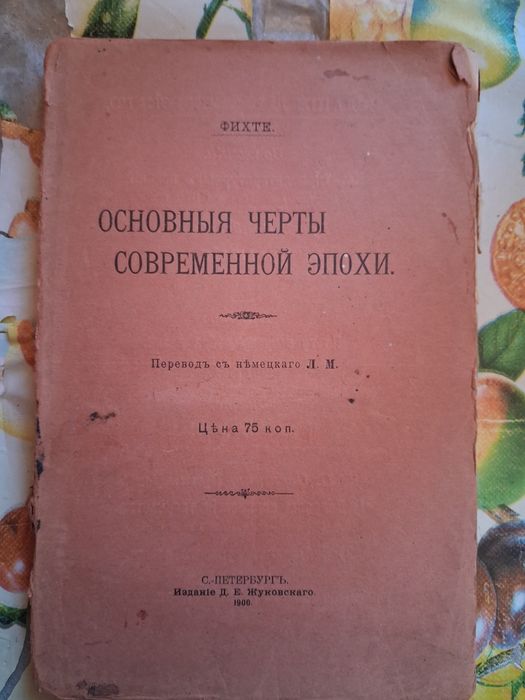 ФИХТЕ.
ОСНОВНЫЯ ЧЕРТЫ
СОВРЕМЕННОЙ ЭПОХИ.
Переводъ съ нѣмецкаго Л. М.
Цѣна 75 коп.
С.-ПЕТЕРБУРГЪ.
Изданіе Д. Е. Жуковскаго.
1906.